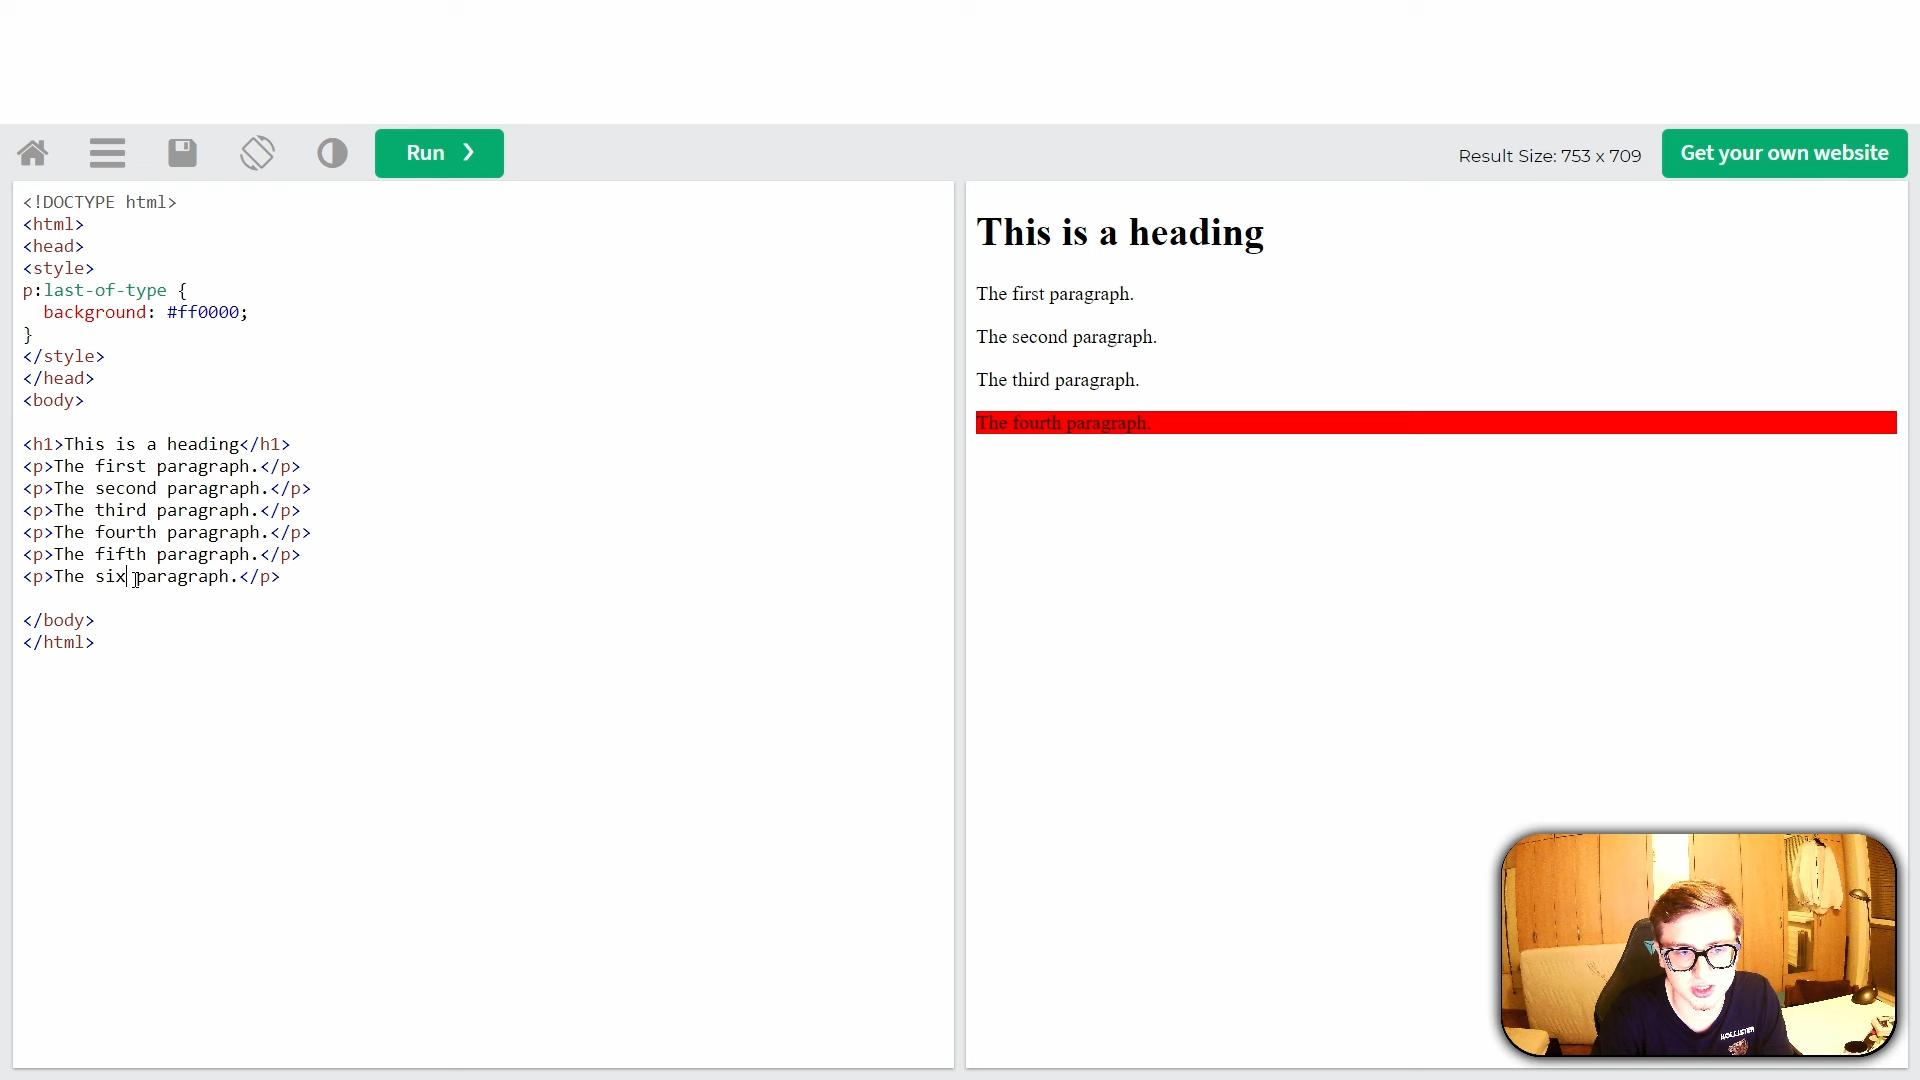 Run ❯
Result Size: 753 x 709
Get your own website
<!DOCTYPE html>
<html>
<head>
<style>
p:last-of-type {
  background: #ff0000;
}
</style>
</head>
<body>
<h1>This is a heading</h1>
<p>The first paragraph.</p>
<p>The second paragraph.</p>
<p>The third paragraph.</p>
<p>The fourth paragraph.</p>
<p>The fifth paragraph.</p>
<p>The six paragraph.</p>
</body>
</html>
This is a heading
The first paragraph.
The second paragraph.
The third paragraph.
The fourth paragraph.
HOLLISTER